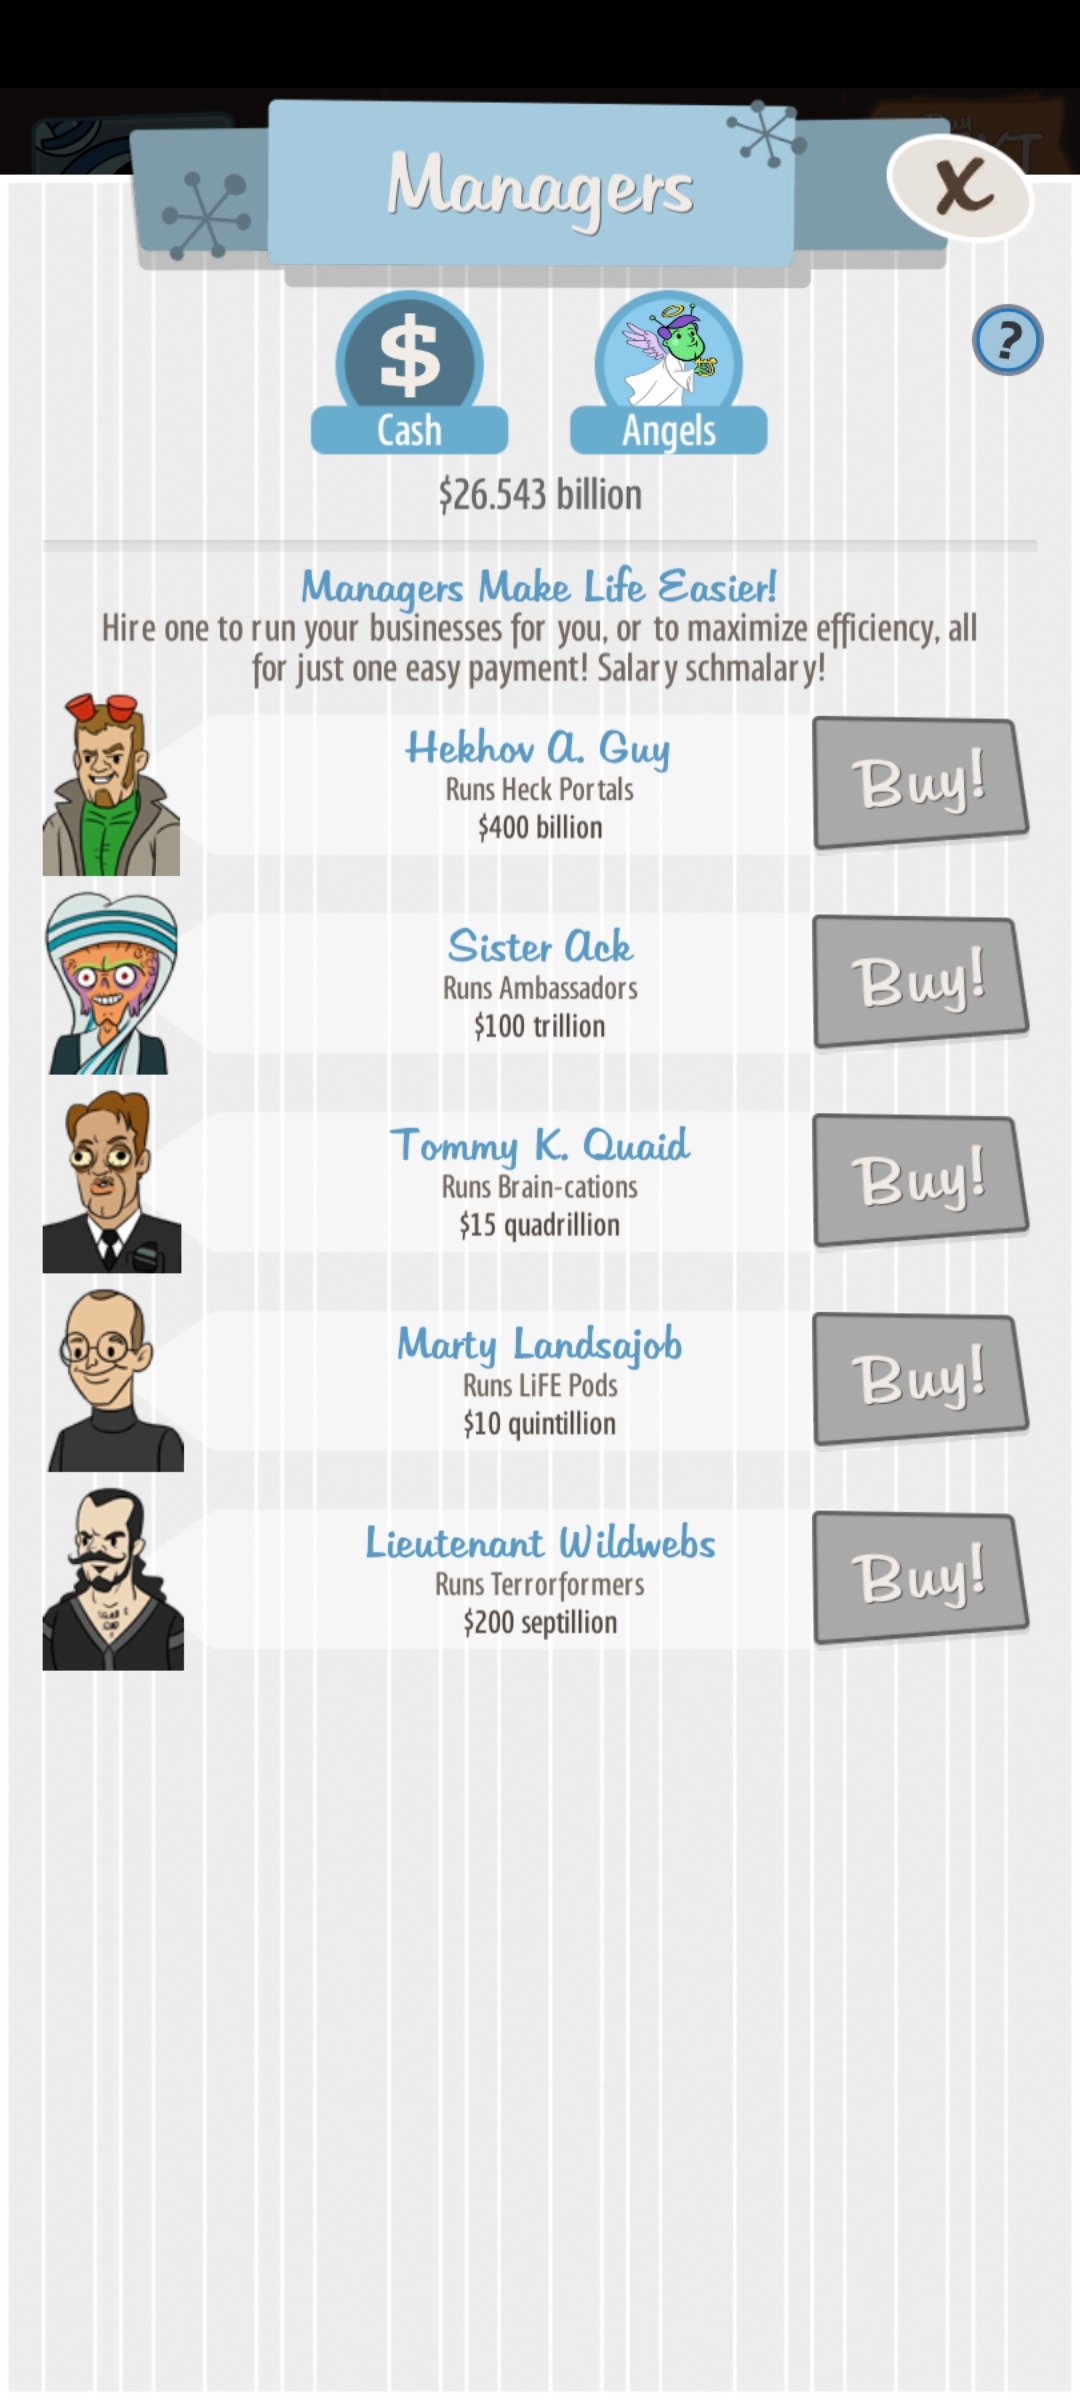 Managers
X
$
?
Cash
Angels
$26.543 billion
Managers Make Life Easier!
Hire one to run your businesses for you, or to maximize efficiency, all
for just one easy payment! Salary schmalary!
Hekhov A. Guy
Runs Heck Portals
$400 billion
Buy!
Sister Ack
Runs Ambassadors
$100 trillion
Buy!
Tommy K. Quaid
Runs Brain-cations
$15 quadrillion
Buy!
Marty Landsajob
Runs LiFE Pods
$10 quintillion
Buy!
Lieutenant Wildwebs
Runs Terrorformers
$200 septillion
Buy!